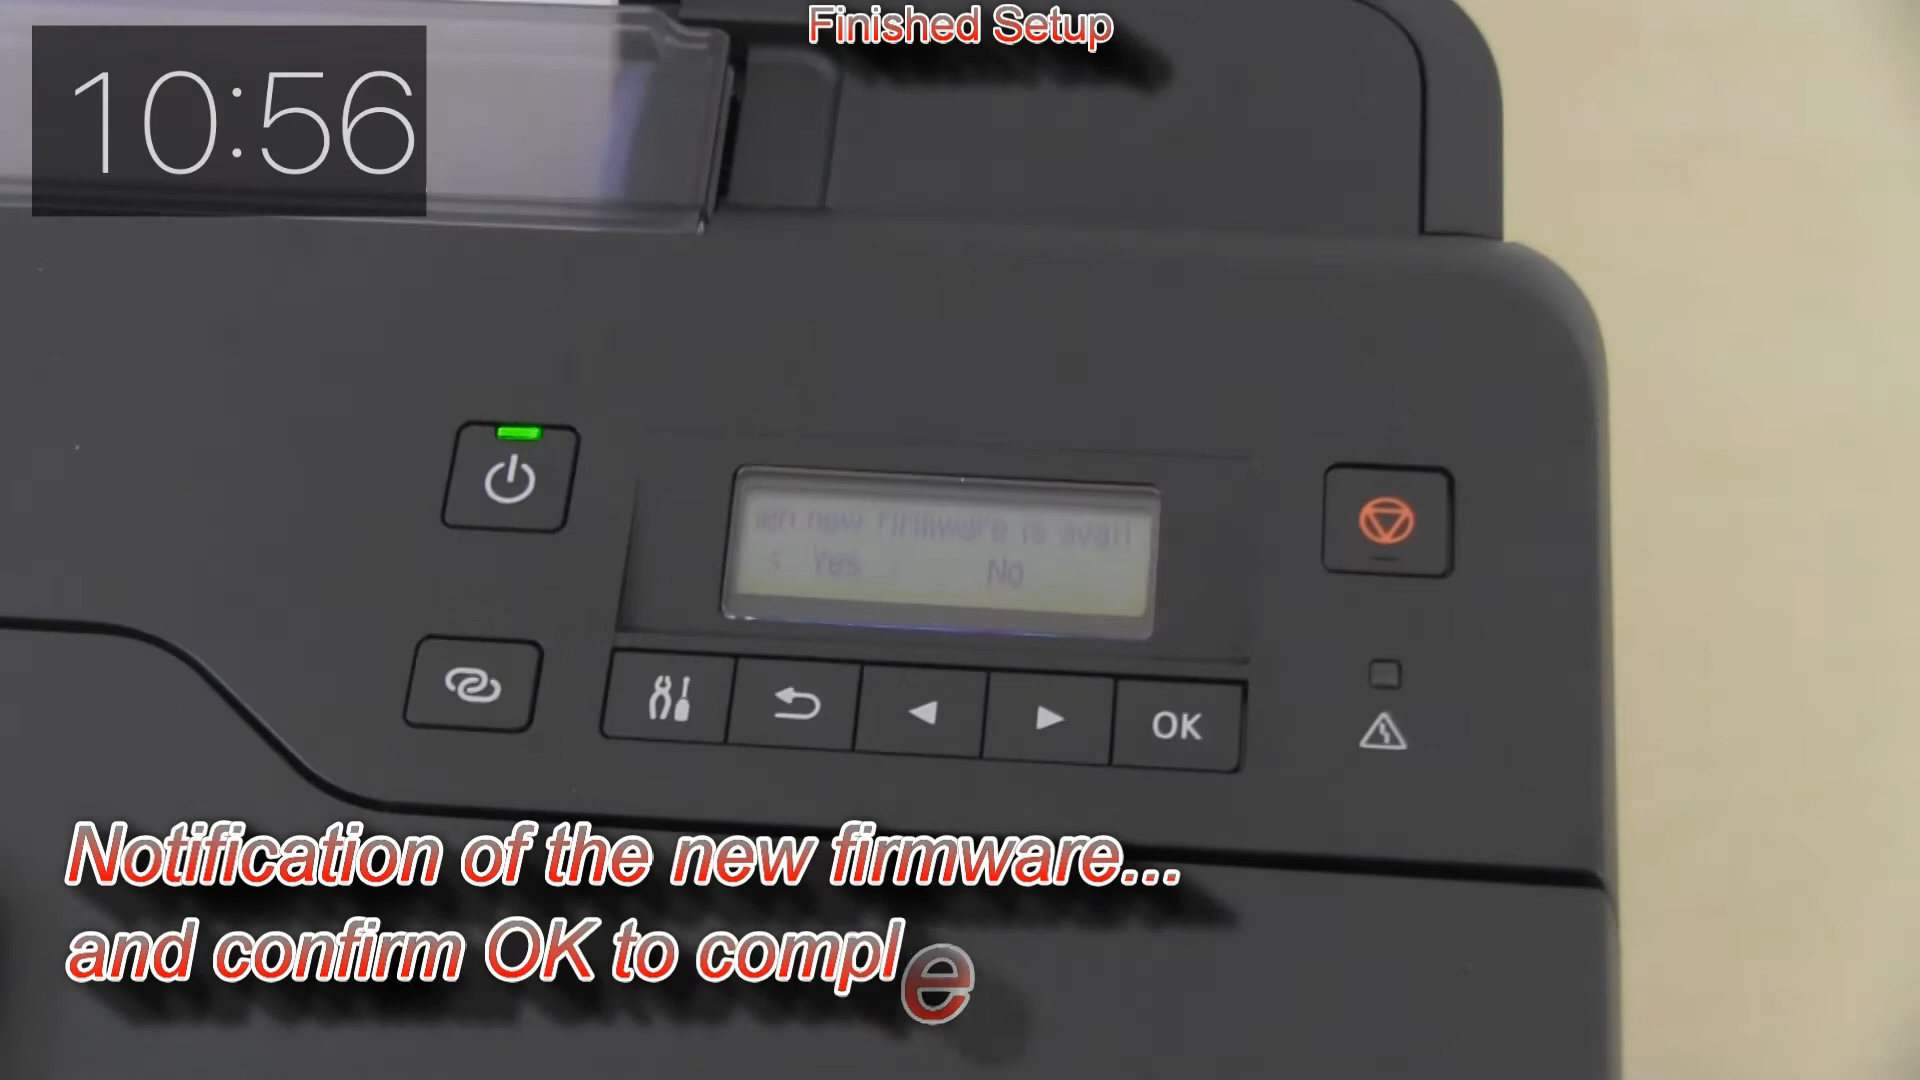 Finished Setup
10:56
en new firmware is avail
< Yes No
OK
Notification of the new firmware...
and confirm OK to comple